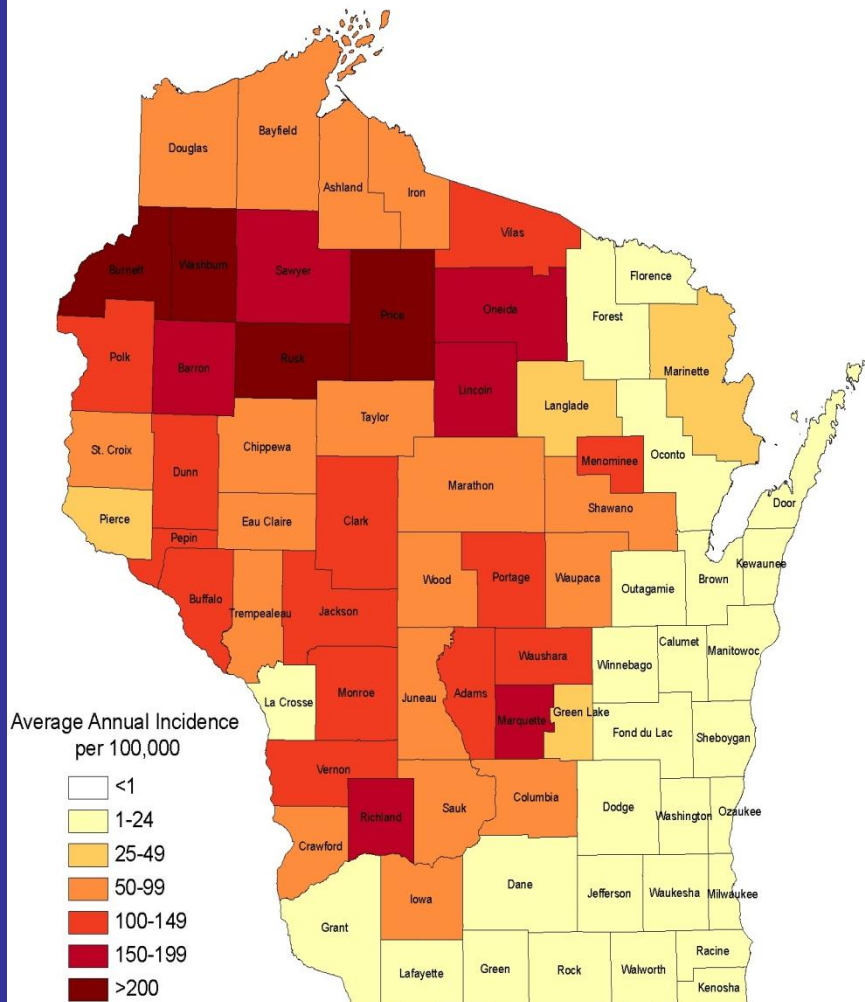 Douglas
Bayfield
Ashland
Iron
Vilas
Burnett
Washburn
Sawyer
Price
Oneida
Florence
Forest
Marinette
Polk
Barron
Rusk
Lincoln
Langlade
Taylor
St. Croix
Chippewa
Dunn
Oconto
Menominee
Marathon
Shawano
Door
Pierce
Eau Claire
Clark
Pepin
Wood
Portage
Waupaca
Outagamie
Brown
Kewaunee
Buffalo
Trempealeau
Jackson
Waushara
Winnebago
Calumet
Manitowoc
La Crosse
Monroe
Juneau
Adams
Marquette
Green Lake
Fond du Lac
Sheboygan
Vernon
Richland
Sauk
Columbia
Dodge
Washington
Ozaukee
Crawford
Iowa
Dane
Jefferson
Waukesha
Milwaukee
Grant
Lafayette
Green
Rock
Walworth
Racine
Kenosha
Average Annual Incidence
per 100,000
<1
1-24
25-49
50-99
100-149
150-199
>200